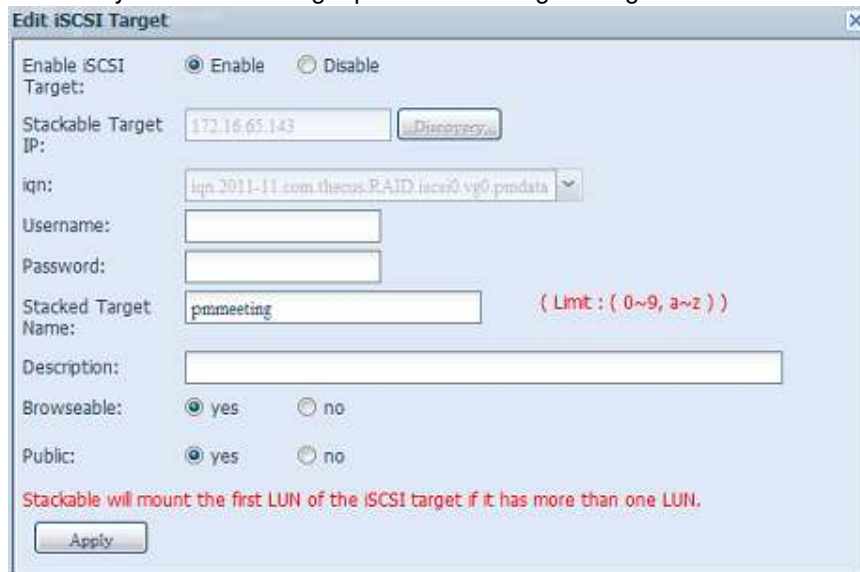 Edit iSCSI Target
Enable iSCSI Target: Enable Disable
Stackable Target IP: 172.16.65.143 Discovery
iqn: iqn.2011-11.com.thecus.RAID.iscsi0.vg0.pmdata
Username:
Password:
Stacked Target Name: pmmeeting ( Limit : ( 0~9, a~z ) )
Description:
Browseable: yes no
Public: yes no
Stackable will mount the first LUN of the iSCSI target if it has more than one LUN.
Apply